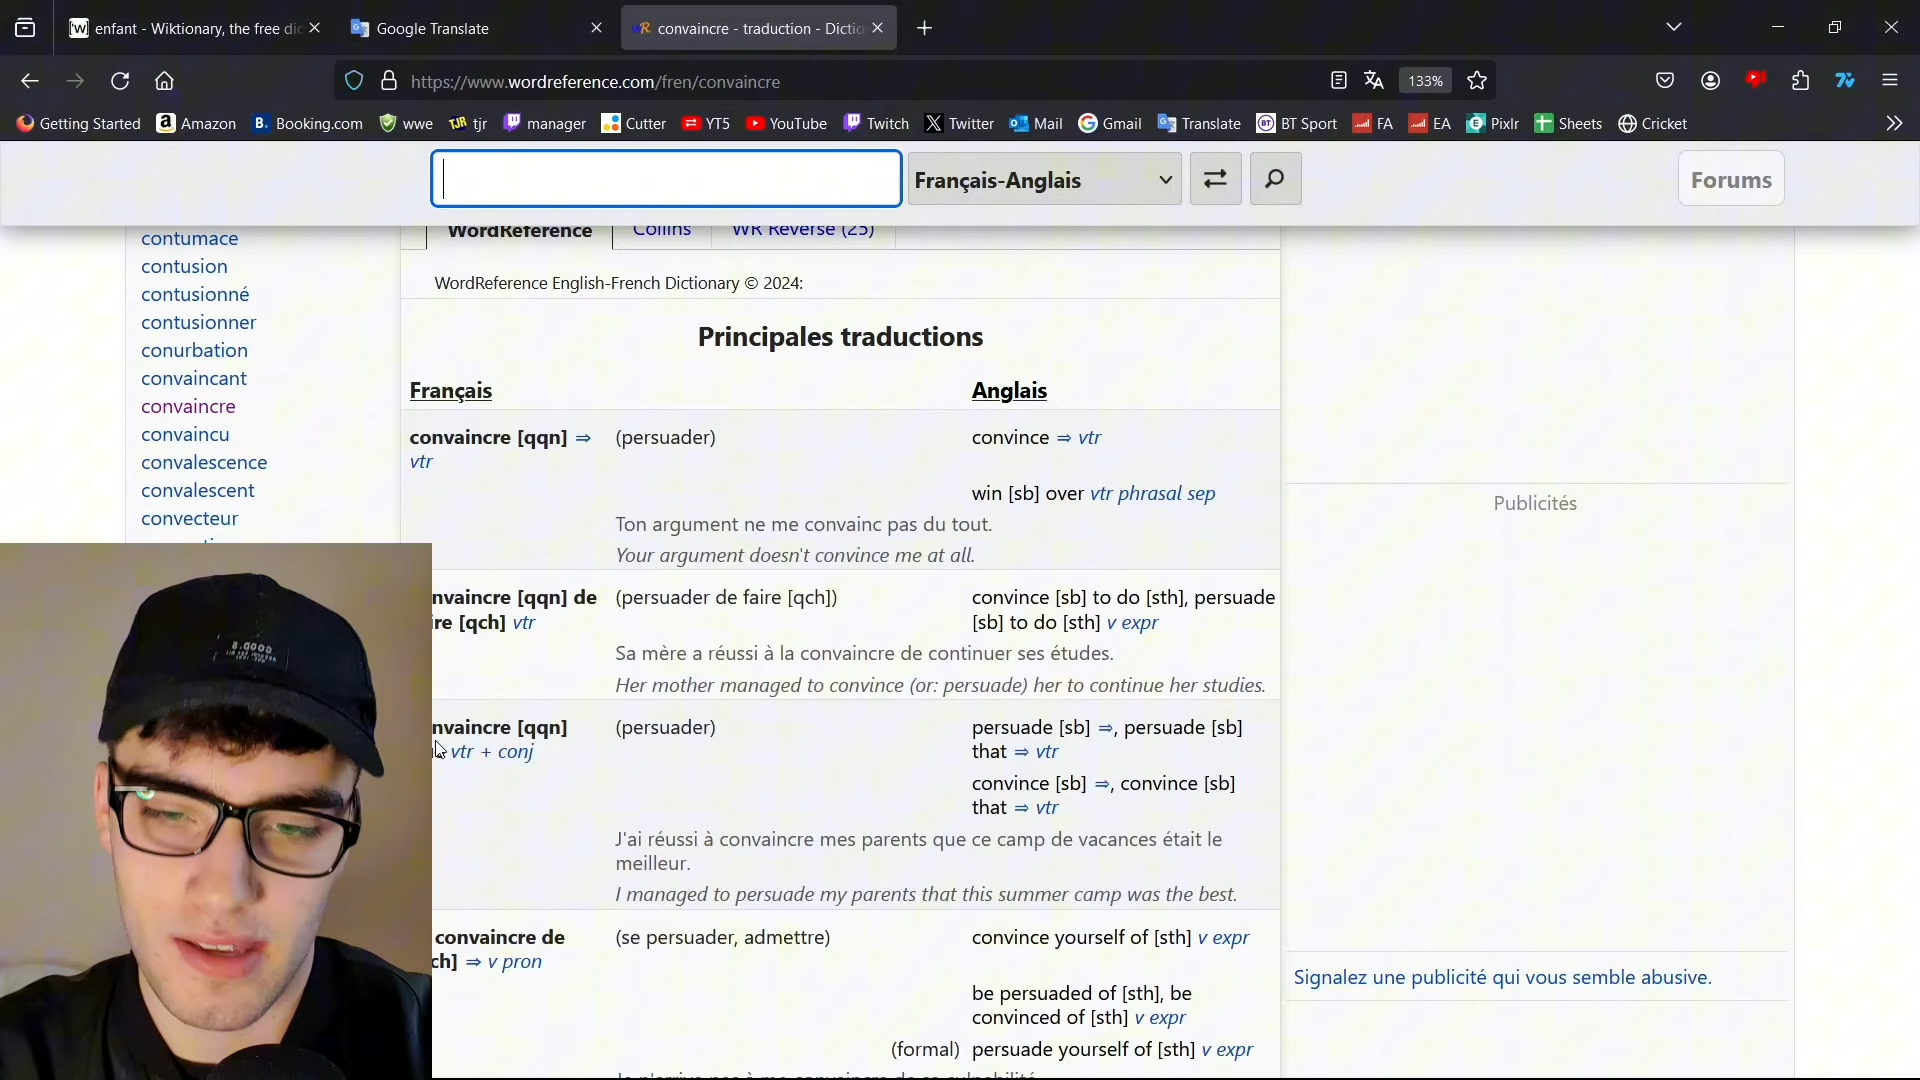 enfant - Wiktionary, the free dic
Google Translate
convaincre - traduction - Dictio
https://www.wordreference.com/fren/convaincre
133%
Getting Started
Amazon
Booking.com
wwe
tjr
manager
Cutter
YT5
YouTube
Twitch
Twitter
Mail
Gmail
Translate
BT Sport
FA
EA
Pixlr
Sheets
Cricket
Français-Anglais
Forums
WordReference
Collins
WR Reverse (25)
contumace
contusion
contusionné
contusionner
conurbation
convaincant
convaincre
convaincu
convalescence
convalescent
convecteur
WordReference English-French Dictionary © 2024:
Principales traductions
Français
Anglais
convaincre [qqn] ⇒
vtr
(persuader)
convince ⇒ vtr
win [sb] over vtr phrasal sep
Ton argument ne me convainc pas du tout.
Your argument doesn't convince me at all.
nvaincre [qqn] de
ire [qch] vtr
(persuader de faire [qch])
convince [sb] to do [sth], persuade
[sb] to do [sth] v expr
Sa mère a réussi à la convaincre de continuer ses études.
Her mother managed to convince (or: persuade) her to continue her studies.
nvaincre [qqn]
vtr + conj
(persuader)
persuade [sb] ⇒, persuade [sb]
that ⇒ vtr
convince [sb] ⇒, convince [sb]
that ⇒ vtr
J'ai réussi à convaincre mes parents que ce camp de vacances était le
meilleur.
I managed to persuade my parents that this summer camp was the best.
convaincre de
ch] ⇒ v pron
(se persuader, admettre)
convince yourself of [sth] v expr
be persuaded of [sth], be
convinced of [sth] v expr
(formal) persuade yourself of [sth] v expr
Publicités
Signalez une publicité qui vous semble abusive.